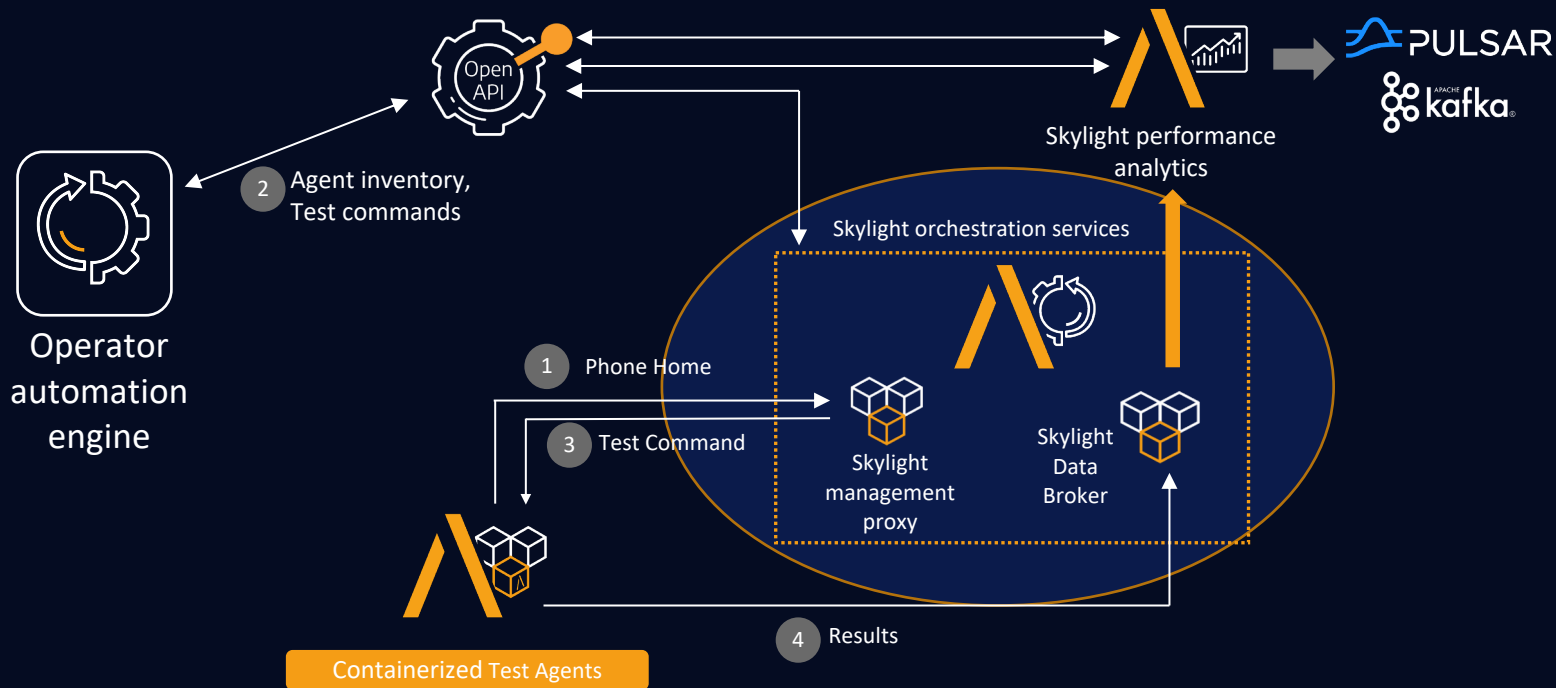 Open
API
PULSAR
APACHE
kafka®
Skylight performance
analytics
2
Agent inventory,
Test commands
Skylight orchestration services
Operator
automation
engine
1
Phone Home
3
Test Command
Skylight
management
proxy
Skylight
Data
Broker
4
Results
Containerized Test Agents